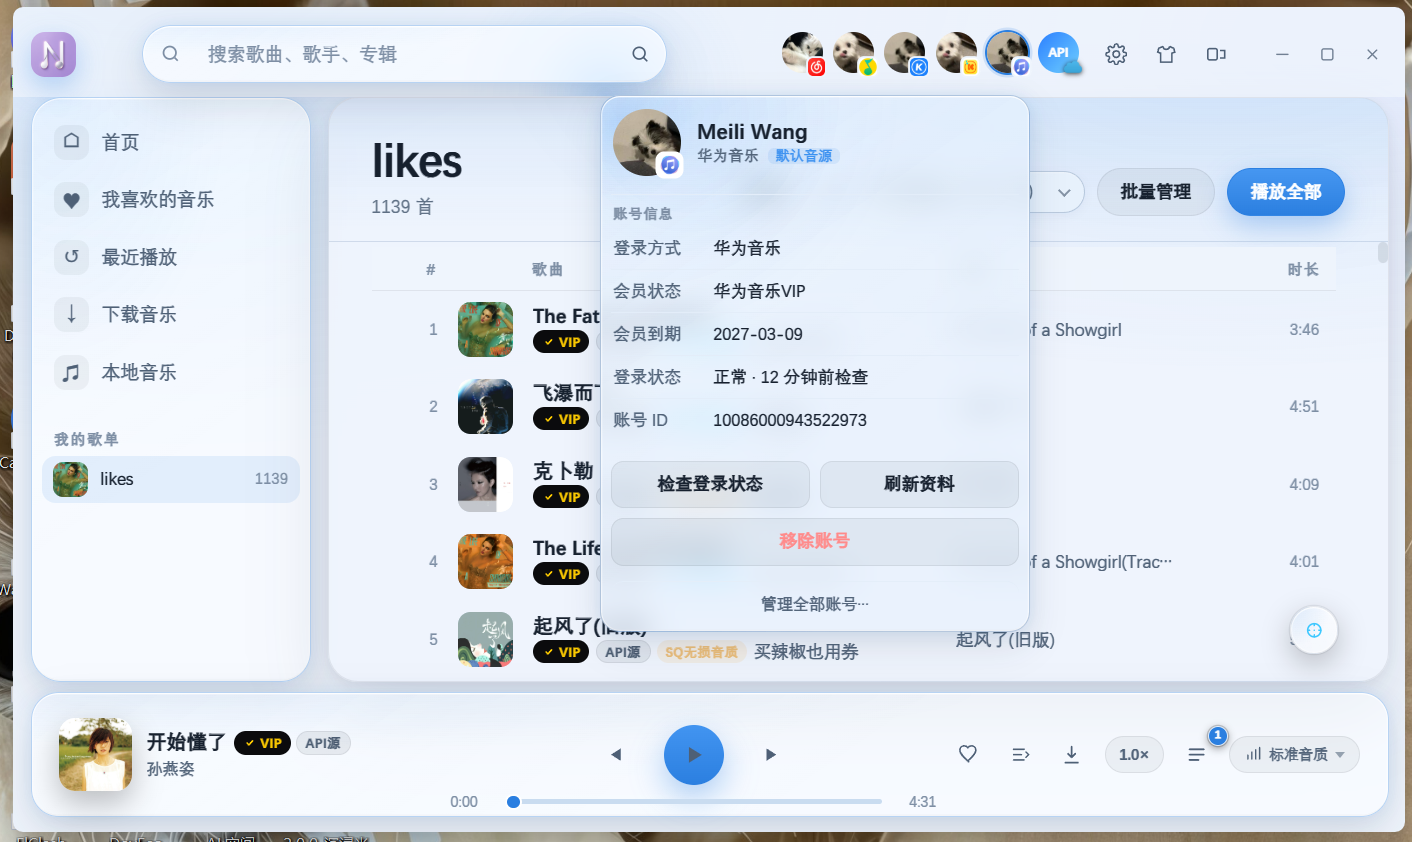 搜索歌曲、歌手、专辑
API
首页
我喜欢的音乐
最近播放
下载音乐
本地音乐
我的歌单
likes 1139
likes
1139 首
批量管理
播放全部
# 歌曲 时长
1 The Fat
VIP
f a Showgirl 3:46
2 飞瀑而
VIP
4:51
3 克卜勒
VIP
4:09
4 The Life
VIP
f a Showgirl(Trac··· 4:01
5 起风了(旧版)
VIP API源 SQ无损音质 买辣椒也用券
起风了(旧版)
Meili Wang
华为音乐 默认音源
账号信息
登录方式 华为音乐
会员状态 华为音乐VIP
会员到期 2027-03-09
登录状态 正常 · 12 分钟前检查
账号 ID 10086000943522973
检查登录状态 刷新资料
移除账号
管理全部账号···
开始懂了 VIP API源
孙燕姿
0:00 4:31
1.0×
1
标准音质